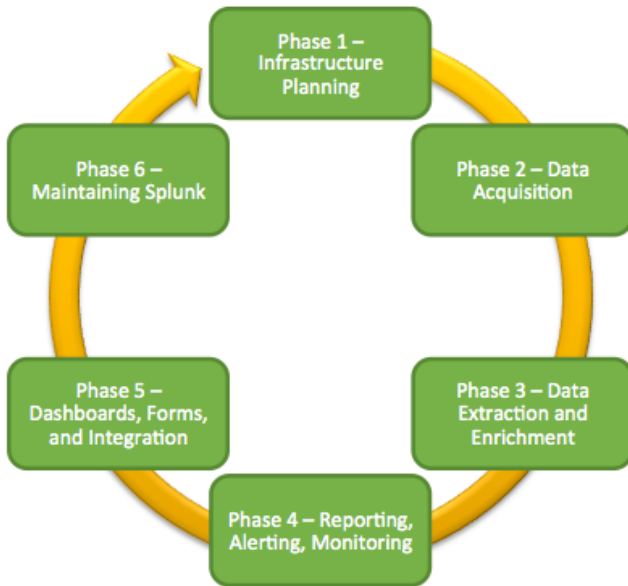 Phase 1 –
Infrastructure
Planning
Phase 2 – Data
Acquisition
Phase 3 – Data
Extraction and
Enrichment
Phase 4 – Reporting,
Alerting, Monitoring
Phase 5 –
Dashboards, Forms,
and Integration
Phase 6 –
Maintaining Splunk